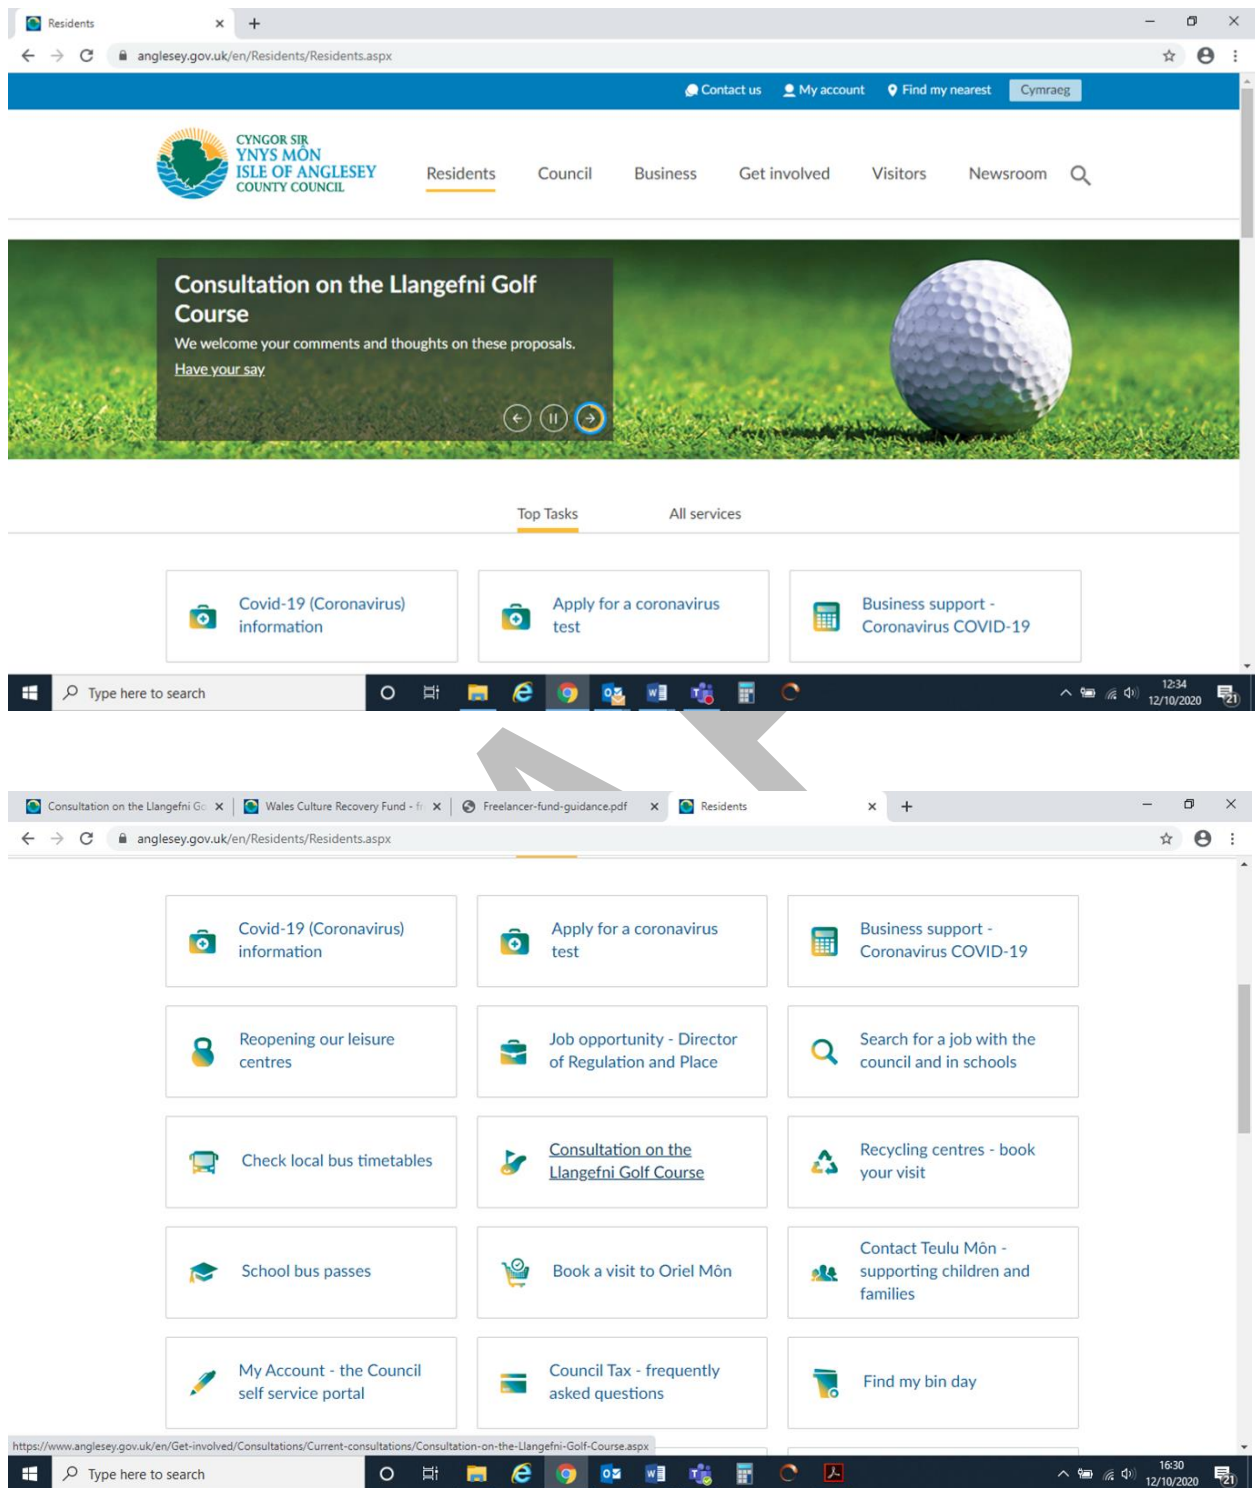 Residents
anglesey.gov.uk/en/Residents/Residents.aspx
Contact us My account Find my nearest Cymraeg
CYNGOR SIR
YNYS MÔN
ISLE OF ANGLESEY
COUNTY COUNCIL
Residents Council Business Get involved Visitors Newsroom
Consultation on the Llangefni Golf
Course
We welcome your comments and thoughts on these proposals.
Have your say
Top Tasks All services
Covid-19 (Coronavirus)
information
Apply for a coronavirus
test
Business support -
Coronavirus COVID-19
Type here to search
12:34
12/10/2020
21
Consultation on the Llangefni Go Wales Culture Recovery Fund - fr Freelancer-fund-guidance.pdf Residents
anglesey.gov.uk/en/Residents/Residents.aspx
Covid-19 (Coronavirus)
information
Apply for a coronavirus
test
Business support -
Coronavirus COVID-19
Reopening our leisure
centres
Job opportunity - Director
of Regulation and Place
Search for a job with the
council and in schools
Check local bus timetables
Consultation on the
Llangefni Golf Course
Recycling centres - book
your visit
School bus passes
Book a visit to Oriel Môn
Contact Teulu Môn -
supporting children and
families
My Account - the Council
self service portal
Council Tax - frequently
asked questions
Find my bin day
https://www.anglesey.gov.uk/en/Get-involved/Consultations/Current-consultations/Consultation-on-the-Llangefni-Golf-Course.aspx
Type here to search
16:30
12/10/2020
21